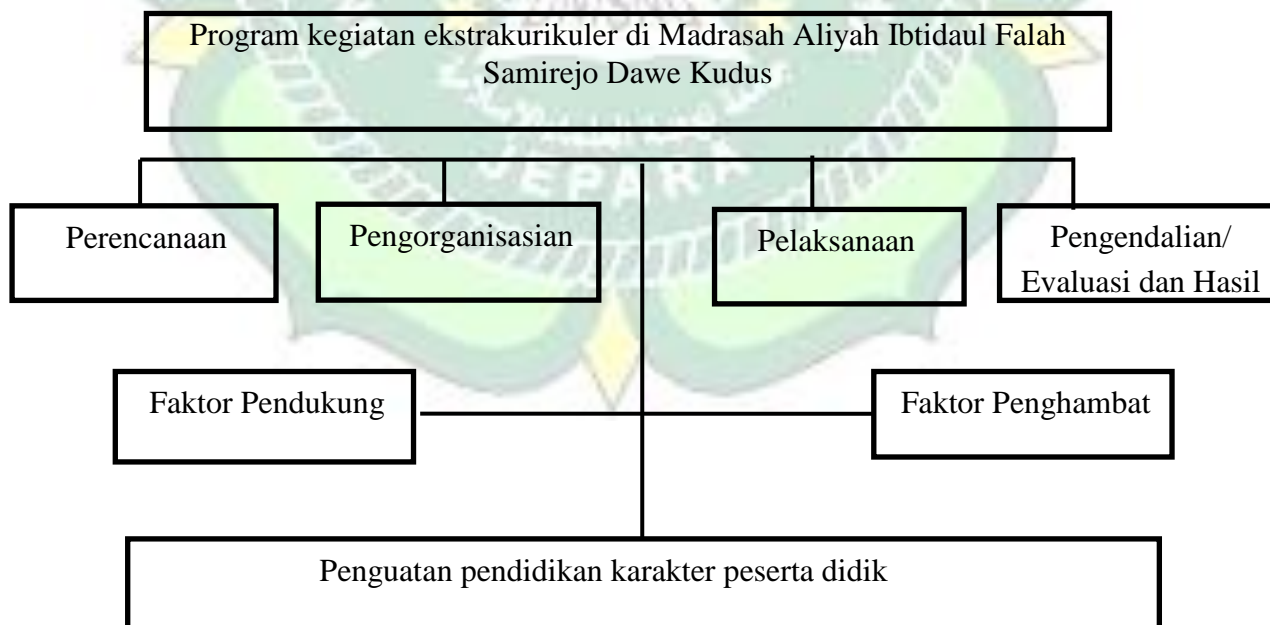 Program kegiatan ekstrakurikuler di Madrasah Aliyah Ibtidaul Falah
Samirejo Dawe Kudus
JEPARA
Perencanaan
Pengorganisasian
Pelaksanaan
Pengendalian/
Evaluasi dan Hasil
Faktor Pendukung
Faktor Penghambat
Penguatan pendidikan karakter peserta didik